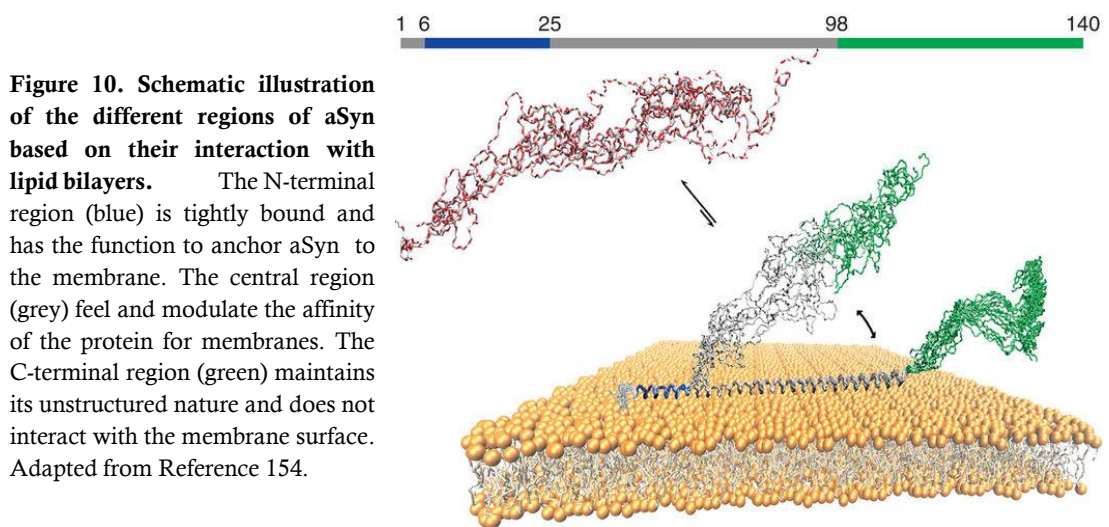 1 6 25 98 140
Figure 10. Schematic illustration
of the different regions of aSyn
based on their interaction with
lipid bilayers. The N-terminal
region (blue) is tightly bound and
has the function to anchor aSyn to
the membrane. The central region
(grey) feel and modulate the affinity
of the protein for membranes. The
C-terminal region (green) maintains
its unstructured nature and does not
interact with the membrane surface.
Adapted from Reference 154.